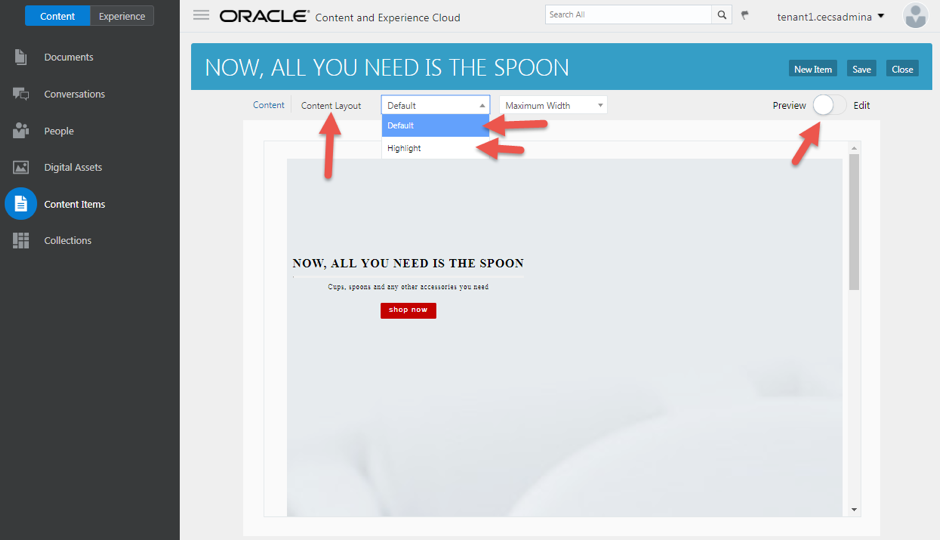 Content Experience
ORACLE® Content and Experience Cloud
Search All
tenant1.cecsadmina
Documents
Conversations
People
Digital Assets
Content Items
Collections
NOW, ALL YOU NEED IS THE SPOON
New Item Save Close
Content Content Layout Default Maximum Width Preview Edit
Default
Highlight
NOW, ALL YOU NEED IS THE SPOON
Cups, spoons and any other accessories you need
shop now